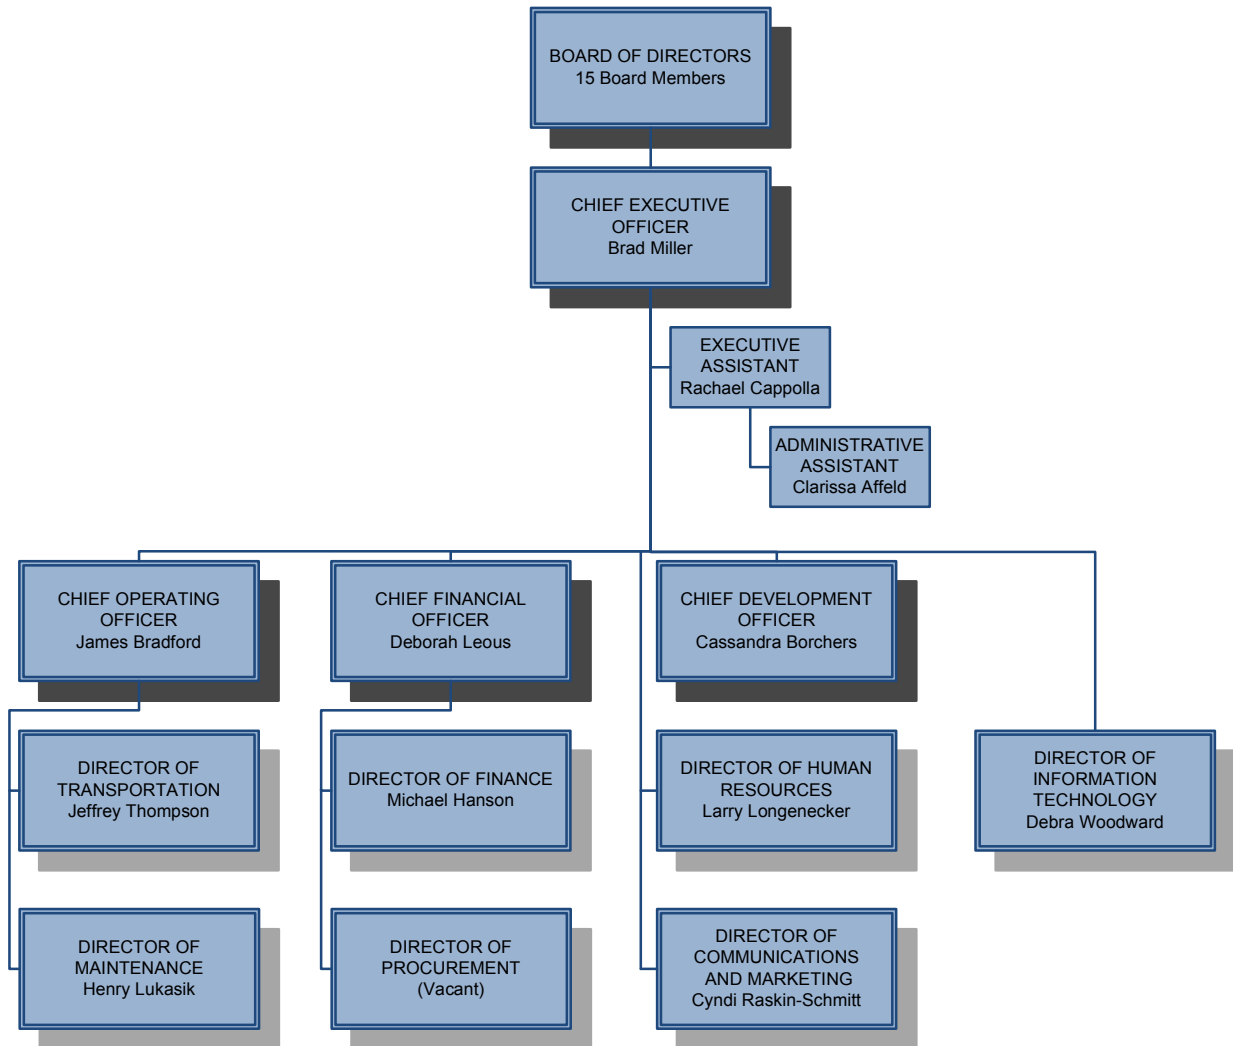 BOARD OF DIRECTORS
15 Board Members
CHIEF EXECUTIVE
OFFICER
Brad Miller
EXECUTIVE
ASSISTANT
Rachael Cappolla
ADMINISTRATIVE
ASSISTANT
Clarissa Affeld
CHIEF OPERATING
OFFICER
James Bradford
CHIEF FINANCIAL
OFFICER
Deborah Leous
CHIEF DEVELOPMENT
OFFICER
Cassandra Borchers
DIRECTOR OF
TRANSPORTATION
Jeffrey Thompson
DIRECTOR OF FINANCE
Michael Hanson
DIRECTOR OF HUMAN
RESOURCES
Larry Longenecker
DIRECTOR OF
INFORMATION
TECHNOLOGY
Debra Woodward
DIRECTOR OF
MAINTENANCE
Henry Lukasik
DIRECTOR OF
PROCUREMENT
(Vacant)
DIRECTOR OF
COMMUNICATIONS
AND MARKETING
Cyndi Raskin-Schmitt